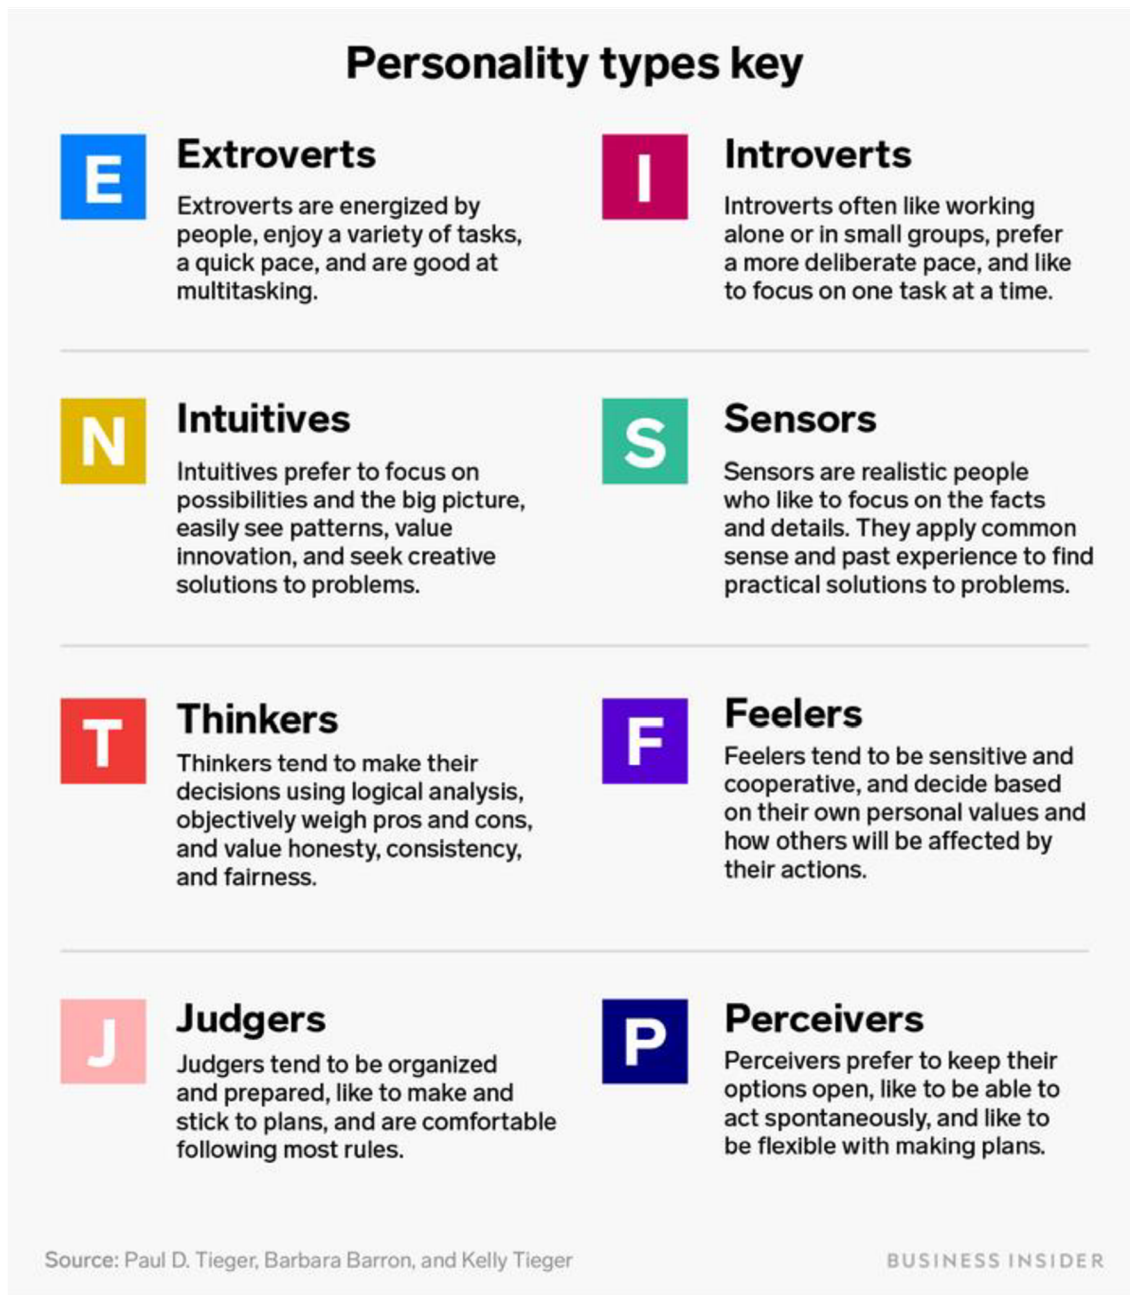 Personality types key
E
Extroverts
Extroverts are energized by
people, enjoy a variety of tasks,
a quick pace, and are good at
multitasking.
I
Introverts
Introverts often like working
alone or in small groups, prefer
a more deliberate pace, and like
to focus on one task at a time.
N
Intuitives
Intuitives prefer to focus on
possibilities and the big picture,
easily see patterns, value
innovation, and seek creative
solutions to problems.
S
Sensors
Sensors are realistic people
who like to focus on the facts
and details. They apply common
sense and past experience to find
practical solutions to problems.
T
Thinkers
Thinkers tend to make their
decisions using logical analysis,
objectively weigh pros and cons,
and value honesty, consistency,
and fairness.
F
Feelers
Feelers tend to be sensitive and
cooperative, and decide based
on their own personal values and
how others will be affected by
their actions.
J
Judgers
Judgers tend to be organized
and prepared, like to make and
stick to plans, and are comfortable
following most rules.
P
Perceivers
Perceivers prefer to keep their
options open, like to be able to
act spontaneously, and like to
be flexible with making plans.
Source: Paul D. Tieger, Barbara Barron, and Kelly Tieger
BUSINESS INSIDER